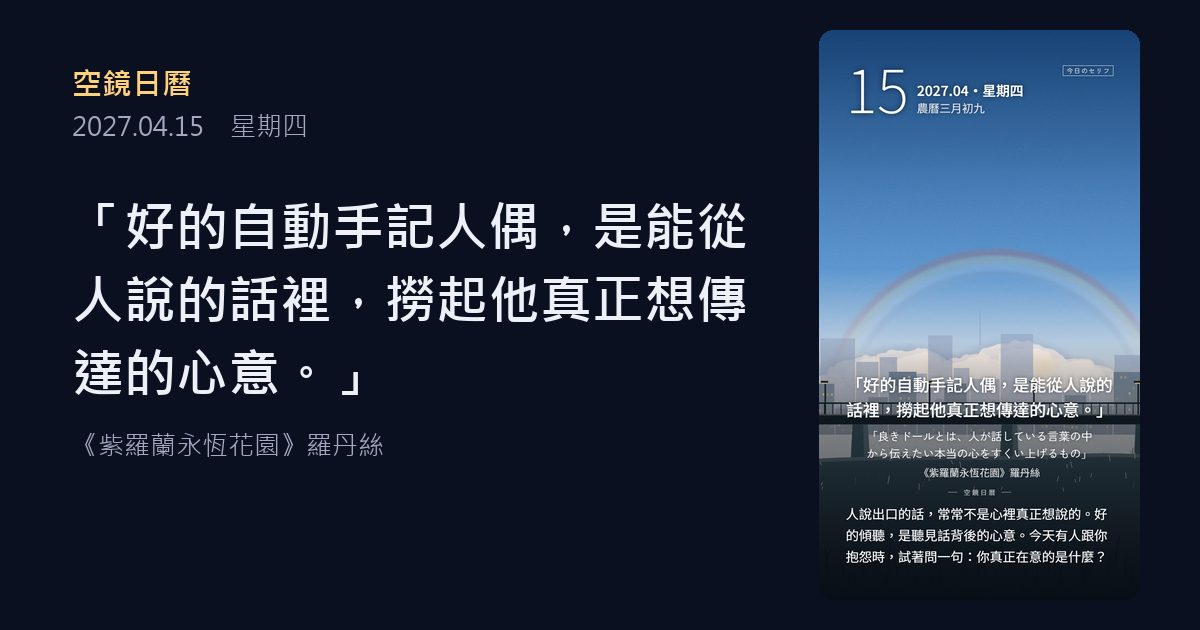 空鏡日曆
2027.04.15 星期四
「好的自動手記人偶，是能從
人說的話裡，撈起他真正想傳
達的心意。」
《紫羅蘭永恆花園》羅丹絲
15
2027.04・星期四
農曆三月初九
今日のセリフ
「好的自動手記人偶，是能從人說的
話裡，撈起他真正想傳達的心意。」
「良きドールとは、人が話している言葉の中
から伝えたい本当の心をすくい上げるもの」
《紫羅蘭永恆花園》羅丹絲
— 空鏡日曆 —
人說出口的話，常常不是心裡真正想說的。好
的傾聽，是聽見話背後的心意。今天有人跟你
抱怨時，試著問一句：你真正在意的是什麼？